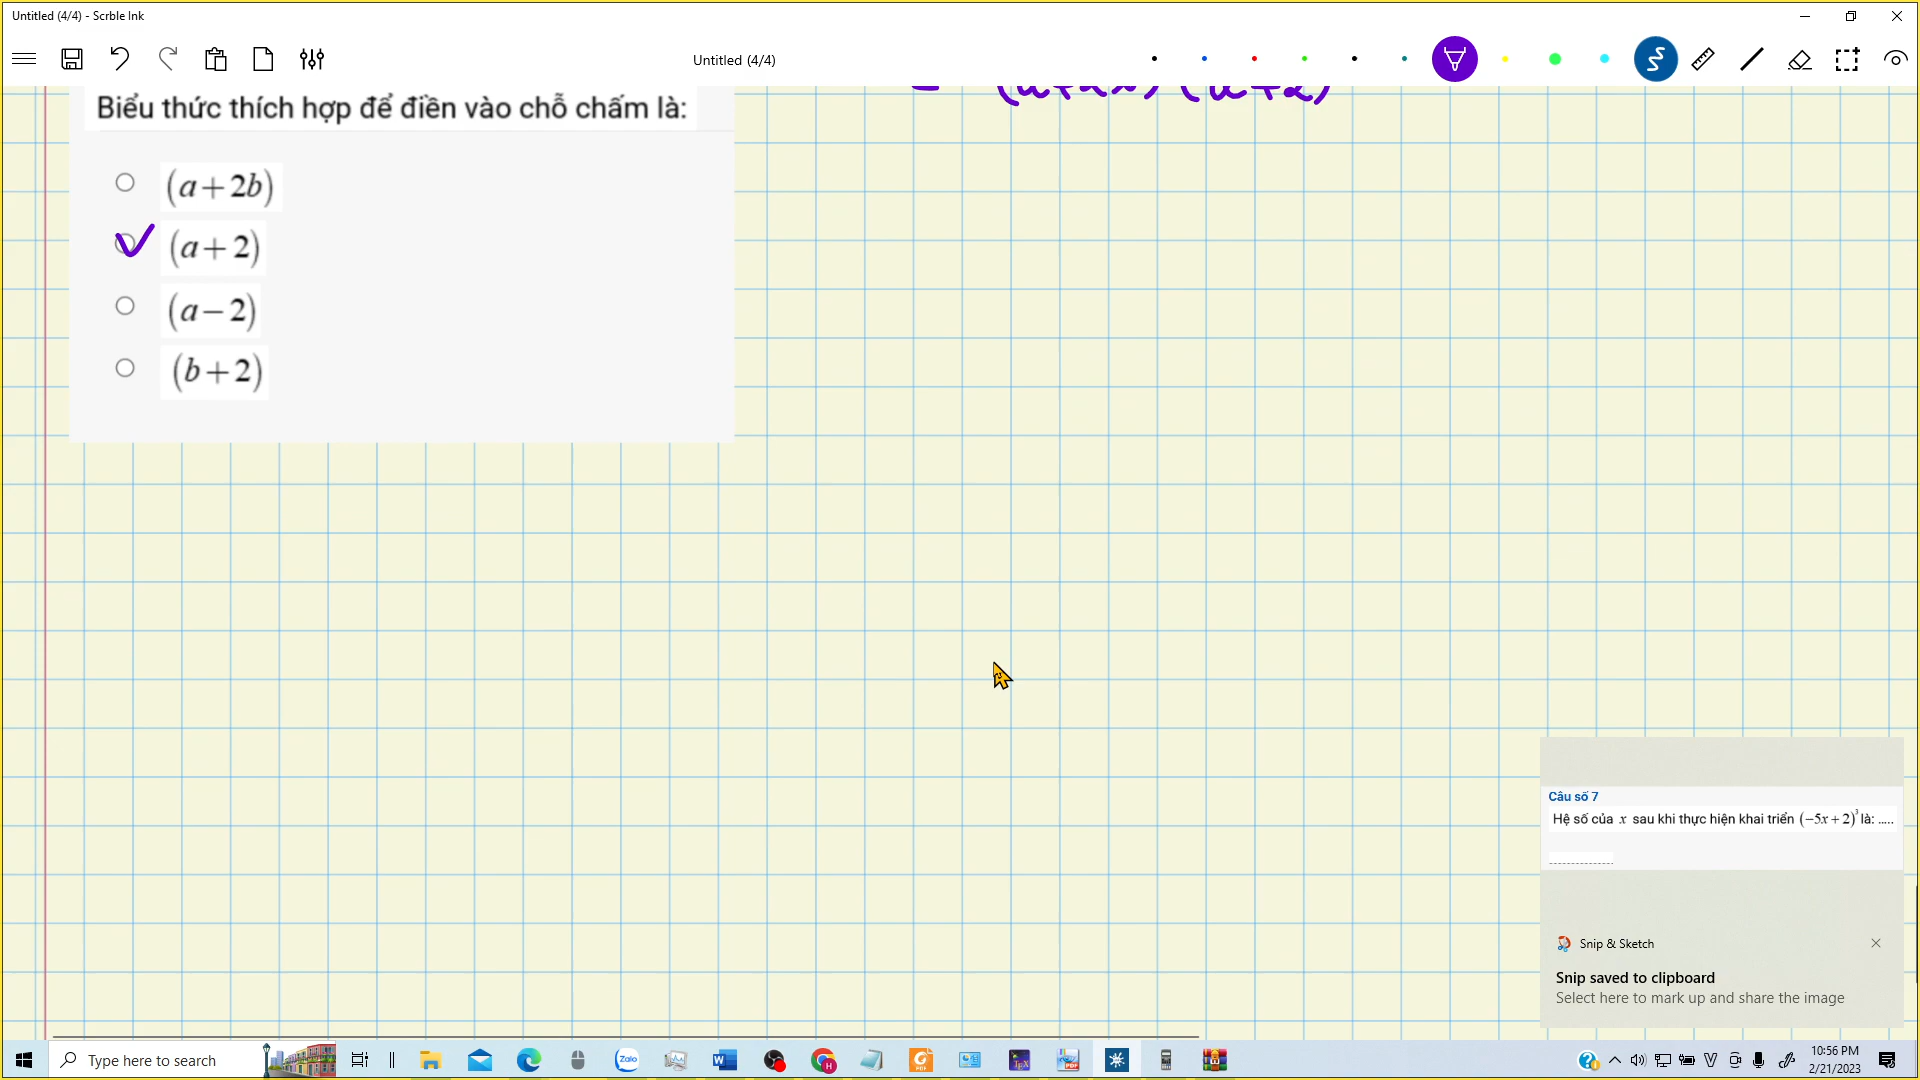 Untitled (4/4) - Scrble Ink
Untitled (4/4)
Biểu thức thích hợp để điền vào chỗ chấm là:
(a+2b)
(a+2)
(a−2)
(b+2)
Câu số 7
Hệ số của x sau khi thực hiện khai triển (−5x+2)³ là: .....
Snip & Sketch
Snip saved to clipboard
Select here to mark up and share the image
Type here to search
10:56 PM
2/21/2023